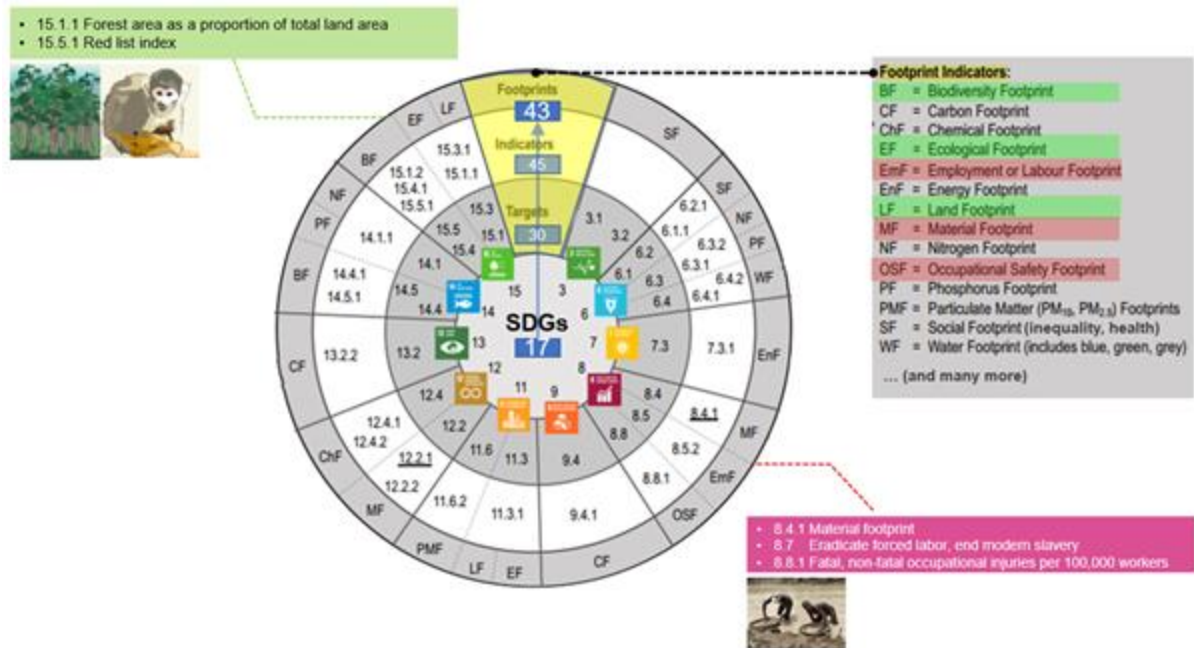 • 15.1.1 Forest area as a proportion of total land area
• 15.5.1 Red list index
Footprints
43
Indicators
45
Targets
30
SDGs
17
3
6
7
8
9
11
12
13
14
15
3.1
3.2
6.2
6.1
6.3
6.4
7.3
8.4
8.5
8.8
9.4
11.3
11.6
12.2
12.4
13.2
14.4
14.5
14.1
15.4
15.5
15.1
15.3
6.2.1
6.1.1
6.3.2
6.3.1
6.4.2
6.4.1
7.3.1
8.4.1
8.5.2
8.8.1
9.4.1
11.3.1
11.6.2
12.2.2
12.2.1
12.4.2
12.4.1
13.2.2
14.5.1
14.4.1
14.1.1
15.5.1
15.4.1
15.1.2
15.1.1
15.3.1
SF
SF
NF
PF
WF
EnF
MF
EmF
OSF
CF
EF
LF
PMF
MF
ChF
CF
BF
PF
NF
BF
EF
LF
Footprint Indicators:
BF = Biodiversity Footprint
CF = Carbon Footprint
ChF = Chemical Footprint
EF = Ecological Footprint
EmF = Employment or Labour Footprint
EnF = Energy Footprint
LF = Land Footprint
MF = Material Footprint
NF = Nitrogen Footprint
OSF = Occupational Safety Footprint
PF = Phosphorus Footprint
PMF = Particulate Matter (PM10, PM2.5) Footprints
SF = Social Footprint (inequality, health)
WF = Water Footprint (includes blue, green, grey)
... (and many more)
• 8.4.1 Material footprint
• 8.7 Eradicate forced labor, end modern slavery
• 8.8.1 Fatal, non-fatal occupational injuries per 100,000 workers